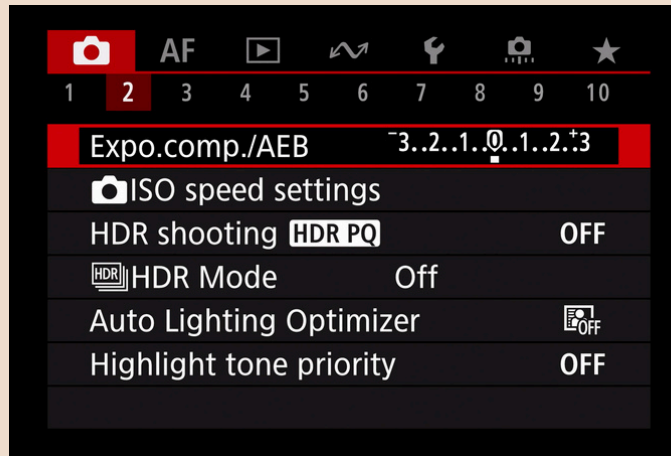 AF
1 2 3 4 5 6 7 8 9 10
Expo.comp./AEB -3..2..1..0..1..2..+3
ISO speed settings
HDR shooting HDR PQ OFF
HDR HDR Mode Off
Auto Lighting Optimizer OFF
Highlight tone priority OFF